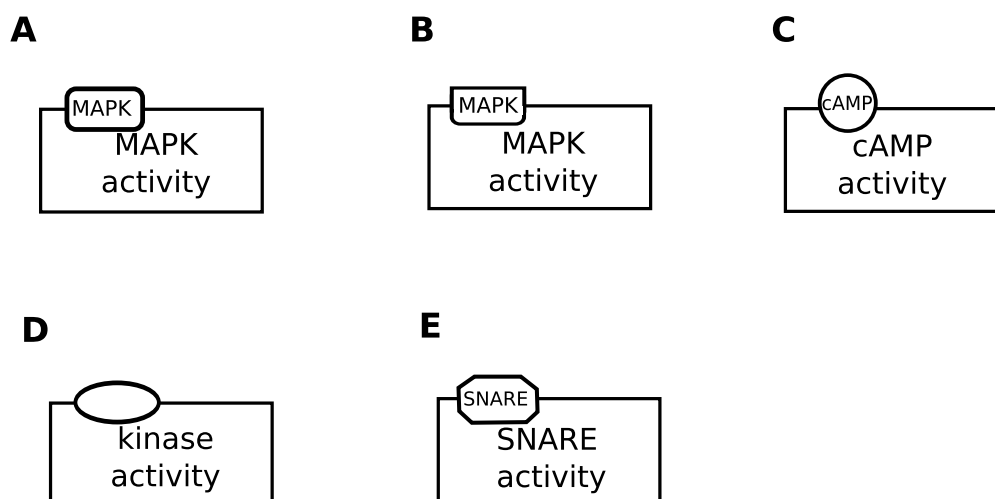 A
B
C
MAPK
MAPK
activity
MAPK
MAPK
activity
cAMP
cAMP
activity
D
E
kinase
activity
SNARE
SNARE
activity